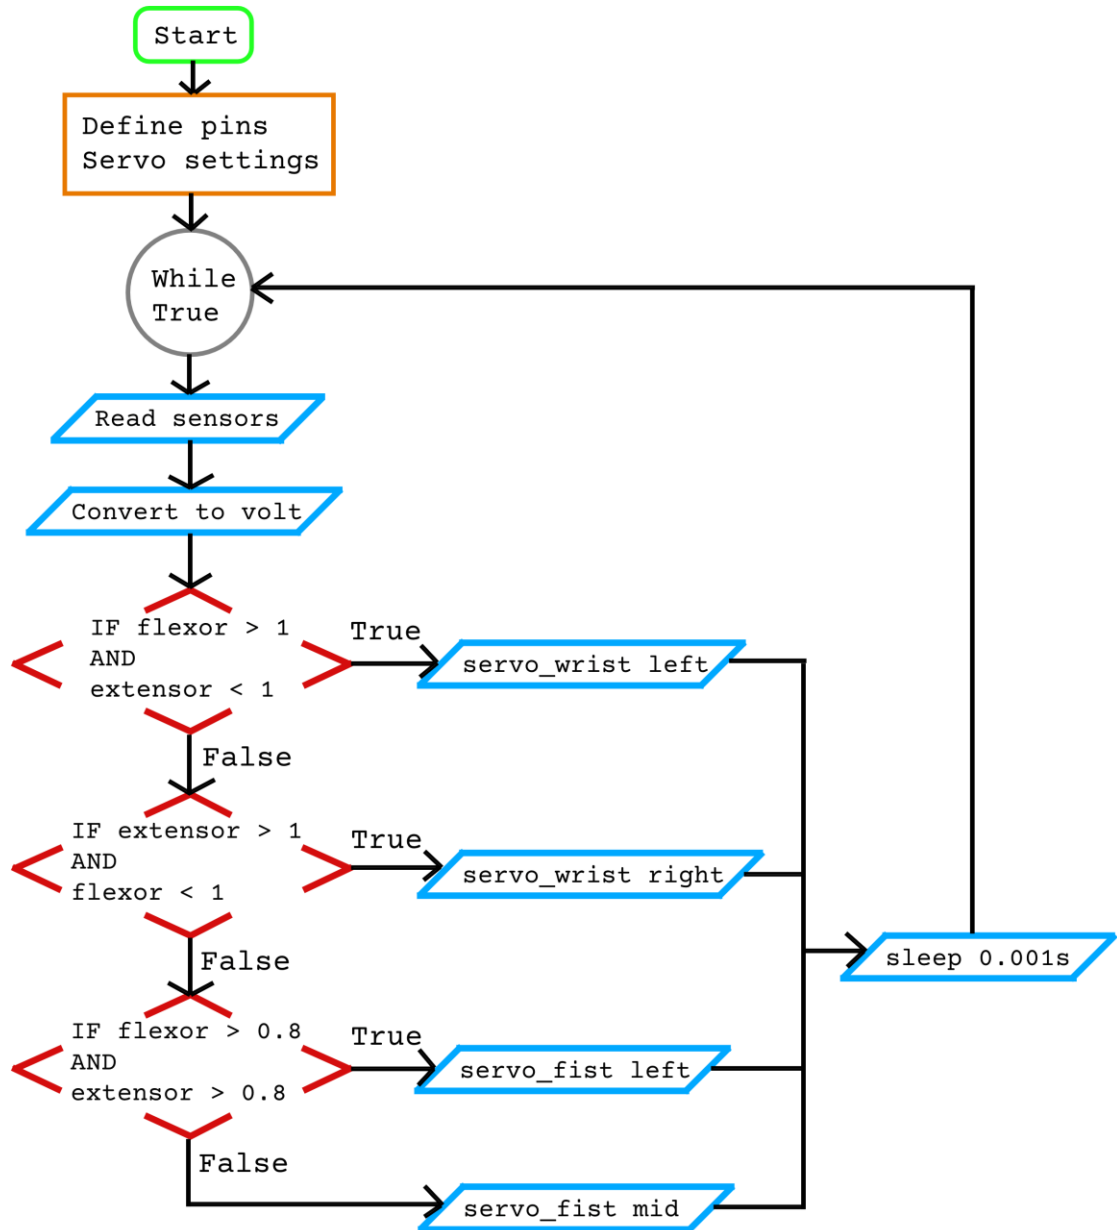 Start
Define pins
Servo settings
While
True
Read sensors
Convert to volt
IF flexor > 1
AND
extensor < 1
True
servo_wrist left
False
IF extensor > 1
AND
flexor < 1
True
servo_wrist right
False
sleep 0.001s
IF flexor > 0.8
AND
extensor > 0.8
True
servo_fist left
False
servo_fist mid